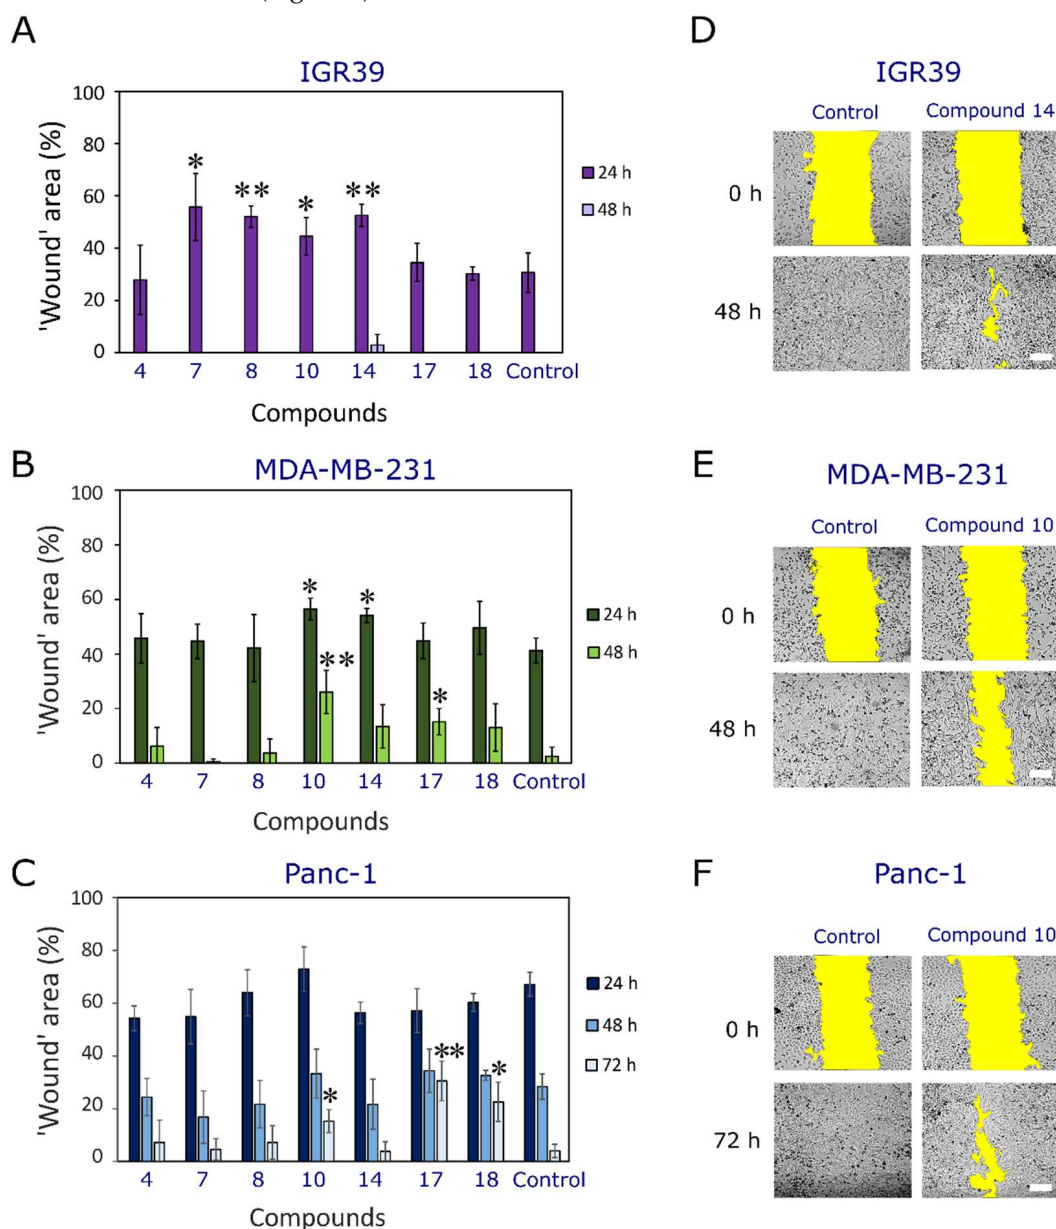 A
IGR39
'Wound' area (%)
100
80
60
40
20
0
*
**
*
**
24 h
48 h
4 7 8 10 14 17 18 Control
Compounds
D
IGR39
Control Compound 14
0 h
48 h
B
MDA-MB-231
'Wound' area (%)
100
80
60
40
20
0
*
*
**
*
24 h
48 h
4 7 8 10 14 17 18 Control
Compounds
E
MDA-MB-231
Control Compound 10
0 h
48 h
C
Panc-1
'Wound' area (%)
100
80
60
40
20
0
*
**
*
24 h
48 h
72 h
4 7 8 10 14 17 18 Control
Compounds
F
Panc-1
Control Compound 10
0 h
72 h